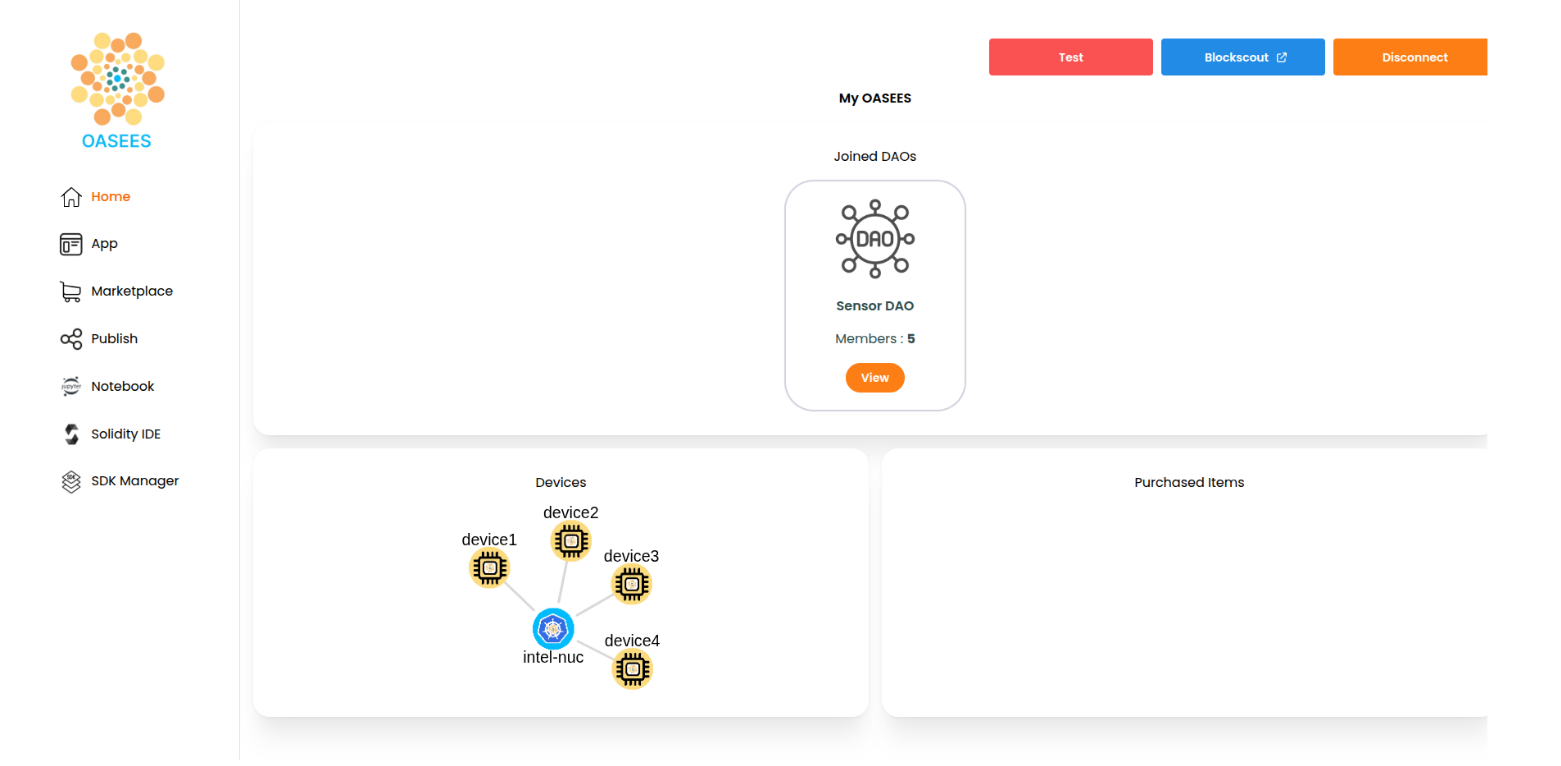 OASEES
Home
App
Marketplace
Publish
Notebook
Solidity IDE
SDK Manager
Test
Blockscout
Disconnect
My OASEES
Joined DAOs
DAO
Sensor DAO
Members : 5
View
Devices
device1
device2
device3
device4
intel-nuc
Purchased Items